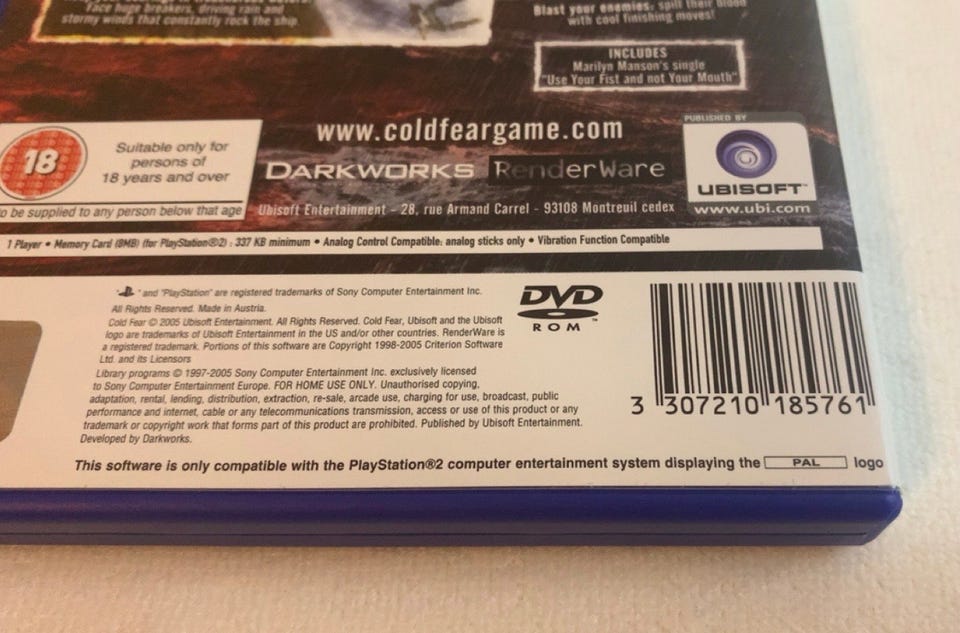 Face huge breakers, driving rain and
stormy winds that constantly rock the ship.
Blast your enemies, spill their blood
with cool finishing moves!
INCLUDES
Marilyn Manson's single
"Use Your Fist and not Your Mouth"
www.coldfeargame.com
PUBLISHED BY
18
Suitable only for
persons of
18 years and over
DARKWORKS RenderWare
UBISOFT™
to be supplied to any person below that age
Ubisoft Entertainment - 28, rue Armand Carrel - 93108 Montreuil cedex
www.ubi.com
1 Player • Memory Card (8MB) (for PlayStation®2) : 337 KB minimum • Analog Control Compatible: analog sticks only • Vibration Function Compatible
" " and "PlayStation" are registered trademarks of Sony Computer Entertainment Inc.
All Rights Reserved. Made in Austria.
Cold Fear © 2005 Ubisoft Entertainment. All Rights Reserved. Cold Fear, Ubisoft and the Ubisoft
logo are trademarks of Ubisoft Entertainment in the US and/or other countries. RenderWare is
a registered trademark. Portions of this software are Copyright 1998-2005 Criterion Software
Ltd. and its Licensors
Library programs © 1997-2005 Sony Computer Entertainment Inc. exclusively licensed
to Sony Computer Entertainment Europe. FOR HOME USE ONLY. Unauthorised copying,
adaptation, rental, lending, distribution, extraction, re-sale, arcade use, charging for use, broadcast, public
performance and internet, cable or any telecommunications transmission, access or use of this product or any
trademark or copyright work that forms part of this product are prohibited. Published by Ubisoft Entertainment.
Developed by Darkworks.
DVD™
ROM
3 307210 185761
This software is only compatible with the PlayStation®2 computer entertainment system displaying the PAL logo